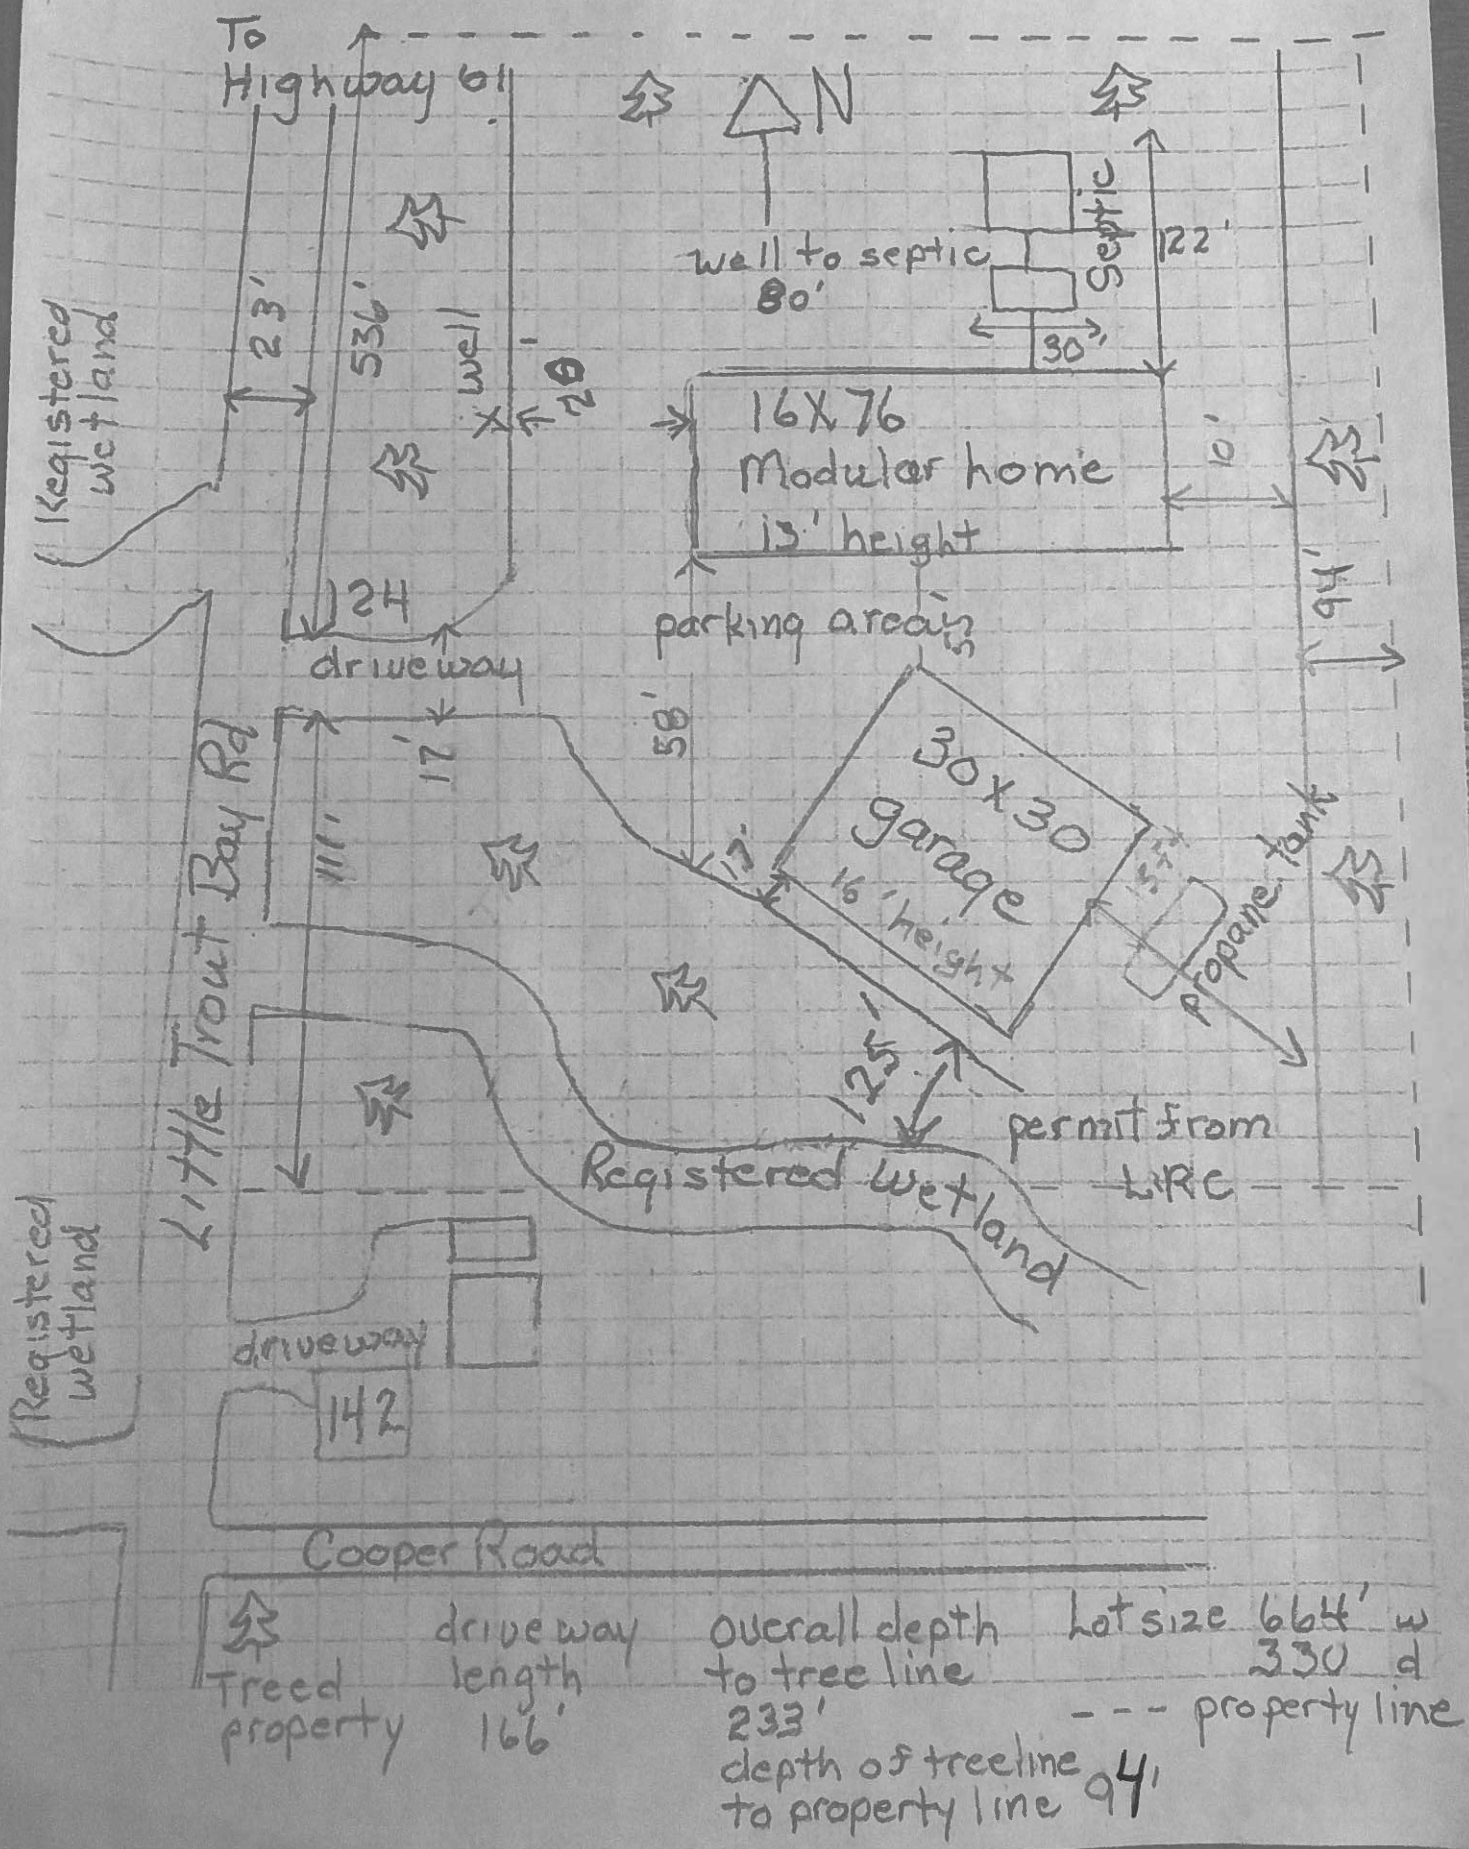 To
Highway 61
N
Septic
122'
well to septic
80'
30'
23'
536'
well
X
Registered
wetland
16X76
Modular home
13' height
10'
94'
124
driveway
parking area
58'
17'
111'
Little Trout Bay Rd
30x30
garage
16' height
17'
propane tank
125'
permit from
LRC
Registered wetland
Registered
wetland
driveway
142
Cooper Road
Treed
property
driveway
length
166'
overall depth
to tree line
233'
depth of treeline
to property line 94'
Lot size 664' w
330 d
--- property line